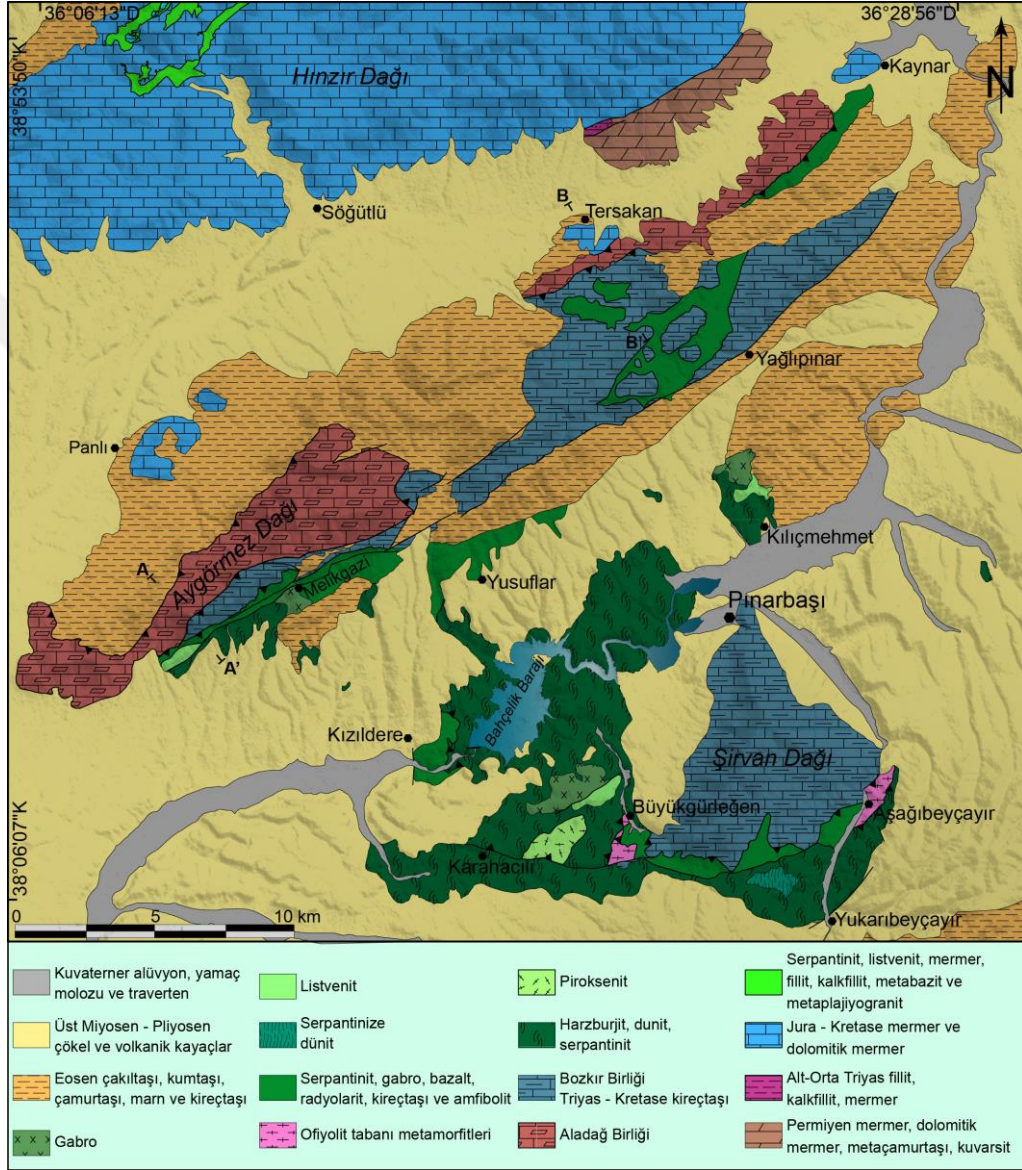 36°06'13"D
36°28'56"D
38°53'50"K
Hınzır Dağı
Kaynar
N
Söğütlü
B
Tersakan
B'
Yağlıpınar
Panlı
Aygörmez Dağı
A
Melikgazi
A'
Yusuflar
Kılıçmehmet
Pınarbaşı
Bahçelik Barajı
Kızıldere
Şirvan Dağı
Büyükgürleğen
Aşağıbeyçayır
Karahacılı
Yukarıbeyçayır
38°06'07"K
0 5 10 km
Kuvaterner alüvyon, yamaç
molozu ve traverten
Üst Miyosen - Pliyosen
çökel ve volkanik kayaçlar
Eosen çakıltaşı, kumtaşı,
çamurtaşı, marn ve kireçtaşı
Gabro
Listvenit
Serpantinize
dünit
Serpantinit, gabro, bazalt,
radyolarit, kireçtaşı ve amfibolit
Ofiyolit tabanı metamorfitleri
Piroksenit
Harzburjit, dunit,
serpantinit
Bozkır Birliği
Triyas - Kretase kireçtaşı
Aladağ Birliği
Serpantinit, listvenit, mermer,
fillit, kalkfillit, metabazit ve
metaplajiyogranit
Jura - Kretase mermer ve
dolomitik mermer
Alt-Orta Triyas fillit,
kalkfillit, mermer
Permiyen mermer, dolomitik
mermer, metaçamurtaşı, kuvarsit